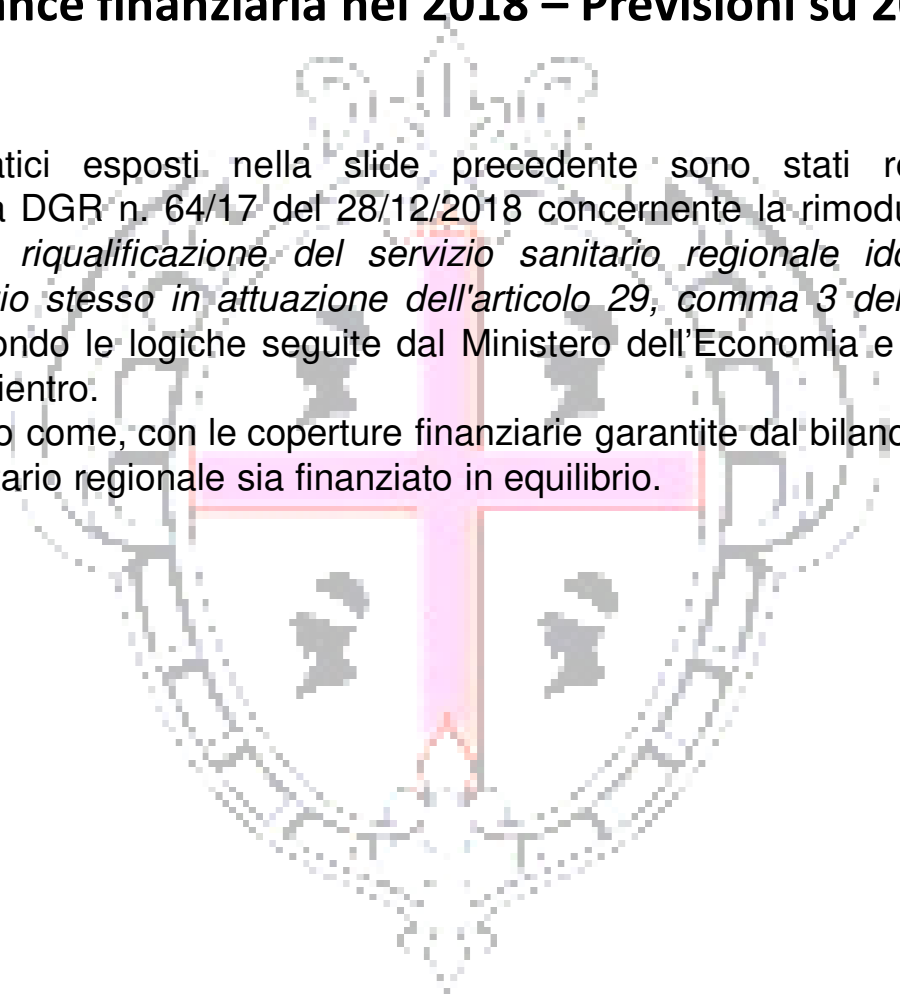 ance finanziaria nel 2018 – Previsioni su 20
atici esposti nella slide precedente sono stati re
a DGR n. 64/17 del 28/12/2018 concernente la rimodu
riqualificazione del servizio sanitario regionale ido
io stesso in attuazione dell'articolo 29, comma 3 del
ondo le logiche seguite dal Ministero dell'Economia e
ientro.
o come, con le coperture finanziarie garantite dal bilanc
ario regionale sia finanziato in equilibrio.